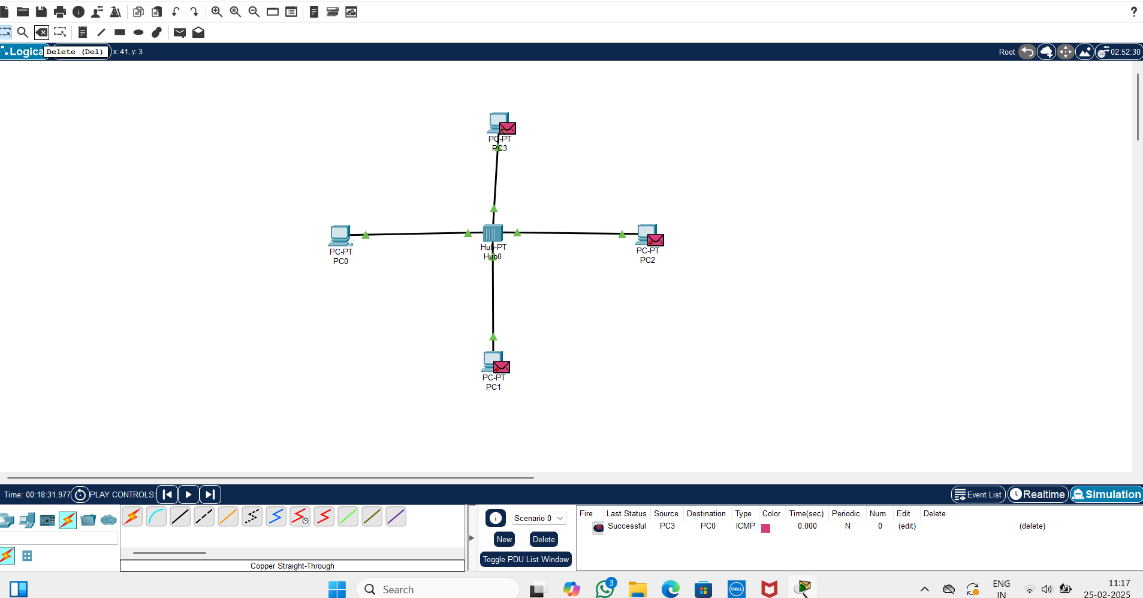 ?
Logica
Delete (Del)
x: 41, y: 3
Root
02:52:30
PC-PT
PC3
PC-PT
PC0
Hub-PT
Hub0
PC-PT
PC2
PC-PT
PC1
Time: 00:18:31.977
PLAY CONTROLS:
Event List
Realtime
Simulation
Scenario 0
New
Delete
Toggle PDU List Window
Fire Last Status Source Destination Type Color Time(sec) Periodic Num Edit Delete
Successful PC3 PC0 ICMP 0.000 N 0 (edit) (delete)
Copper Straight-Through
Search
3
DELL
ENG
IN
11:17
25-02-2025